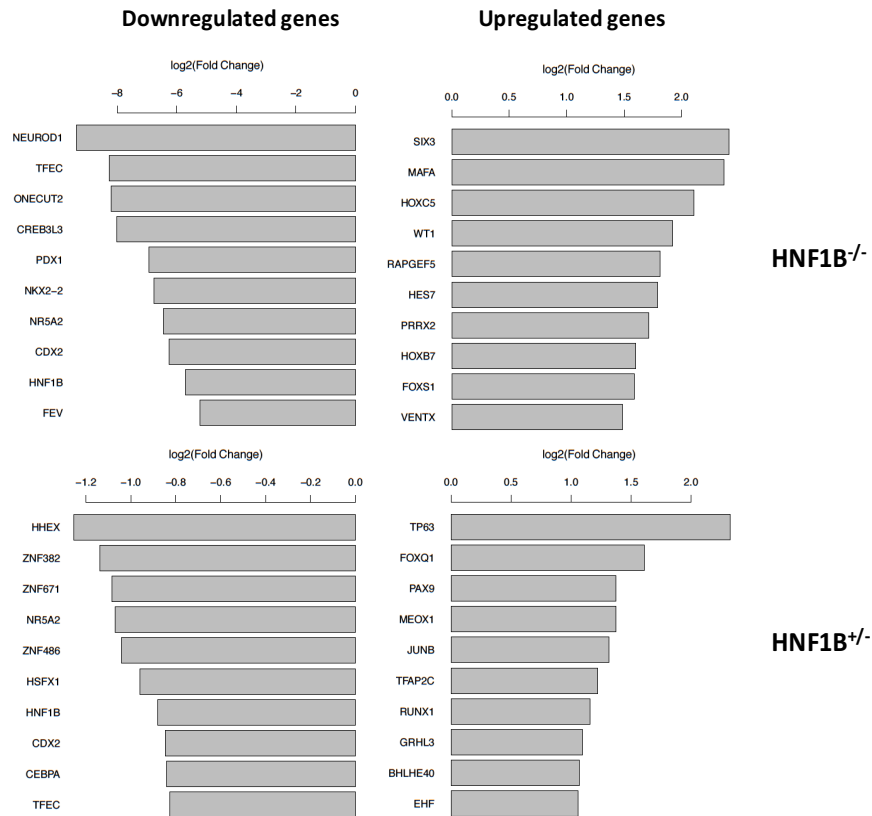 Downregulated genes
Upregulated genes
log2(Fold Change)
−8 −6 −4 −2 0
NEUROD1
TFEC
ONECUT2
CREB3L3
PDX1
NKX2−2
NR5A2
CDX2
HNF1B
FEV
log2(Fold Change)
0.0 0.5 1.0 1.5 2.0
SIX3
MAFA
HOXC5
WT1
RAPGEF5
HES7
PRRX2
HOXB7
FOXS1
VENTX
HNF1B-/-
log2(Fold Change)
−1.2 −1.0 −0.8 −0.6 −0.4 −0.2 0.0
HHEX
ZNF382
ZNF671
NR5A2
ZNF486
HSFX1
HNF1B
CDX2
CEBPA
TFEC
log2(Fold Change)
0.0 0.5 1.0 1.5 2.0
TP63
FOXQ1
PAX9
MEOX1
JUNB
TFAP2C
RUNX1
GRHL3
BHLHE40
EHF
HNF1B+/-